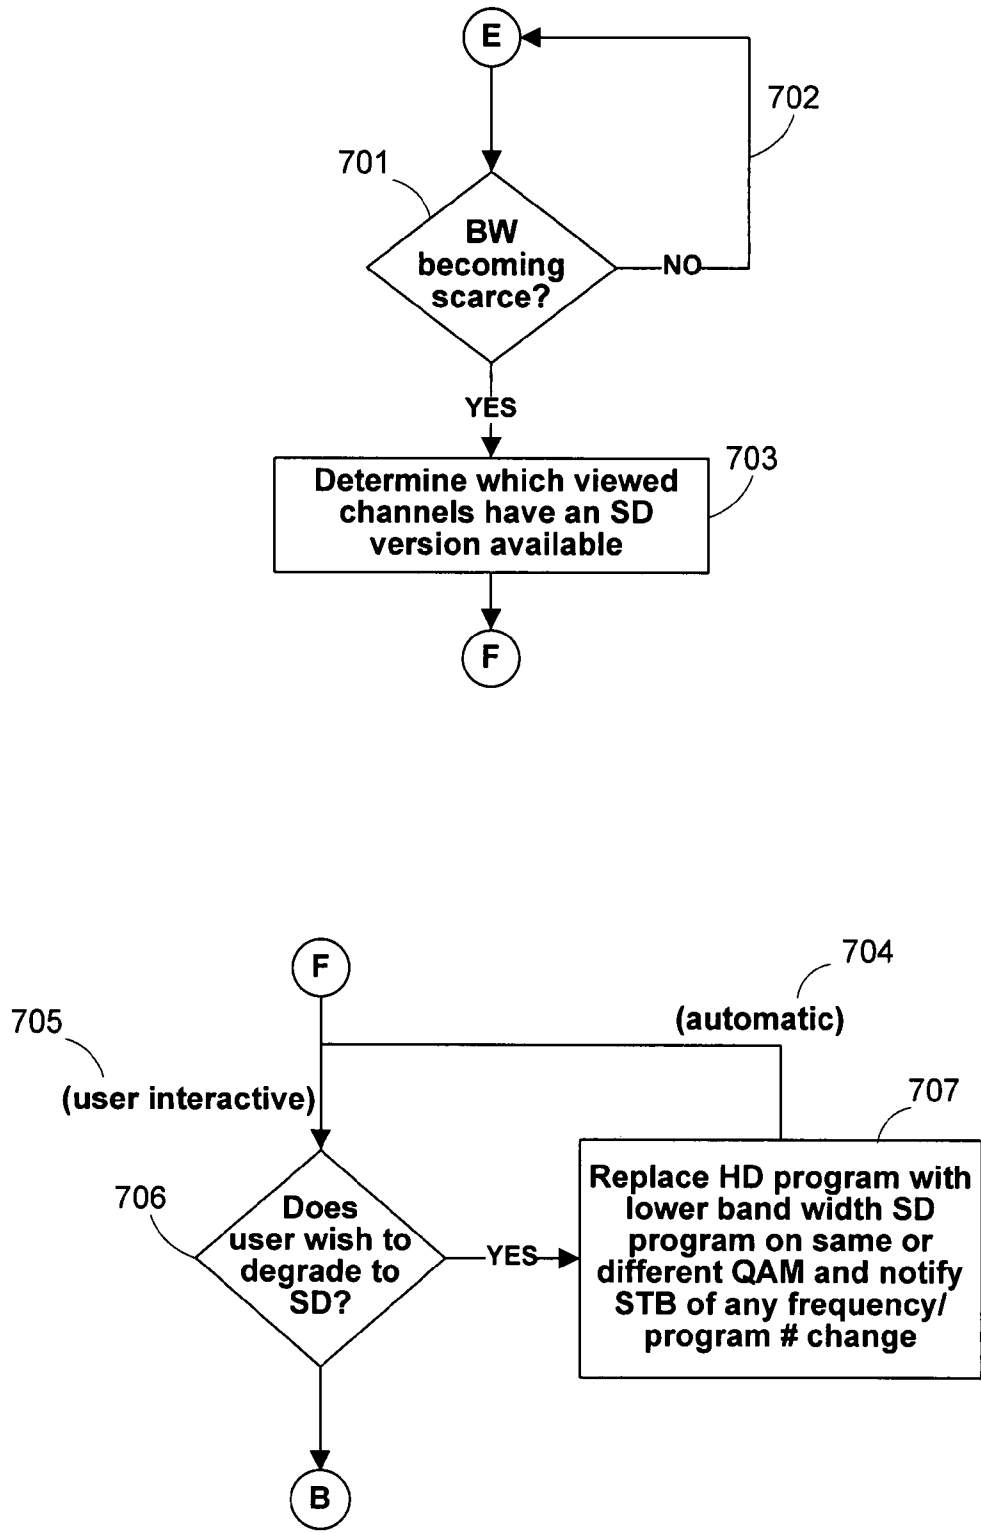 E
702
701
BW
becoming
scarce?
NO
YES
703
Determine which viewed
channels have an SD
version available
F
F
704
(automatic)
705
(user interactive)
707
706
Does
user wish to
degrade to
SD?
YES
Replace HD program with
lower band width SD
program on same or
different QAM and notify
STB of any frequency/
program # change
B